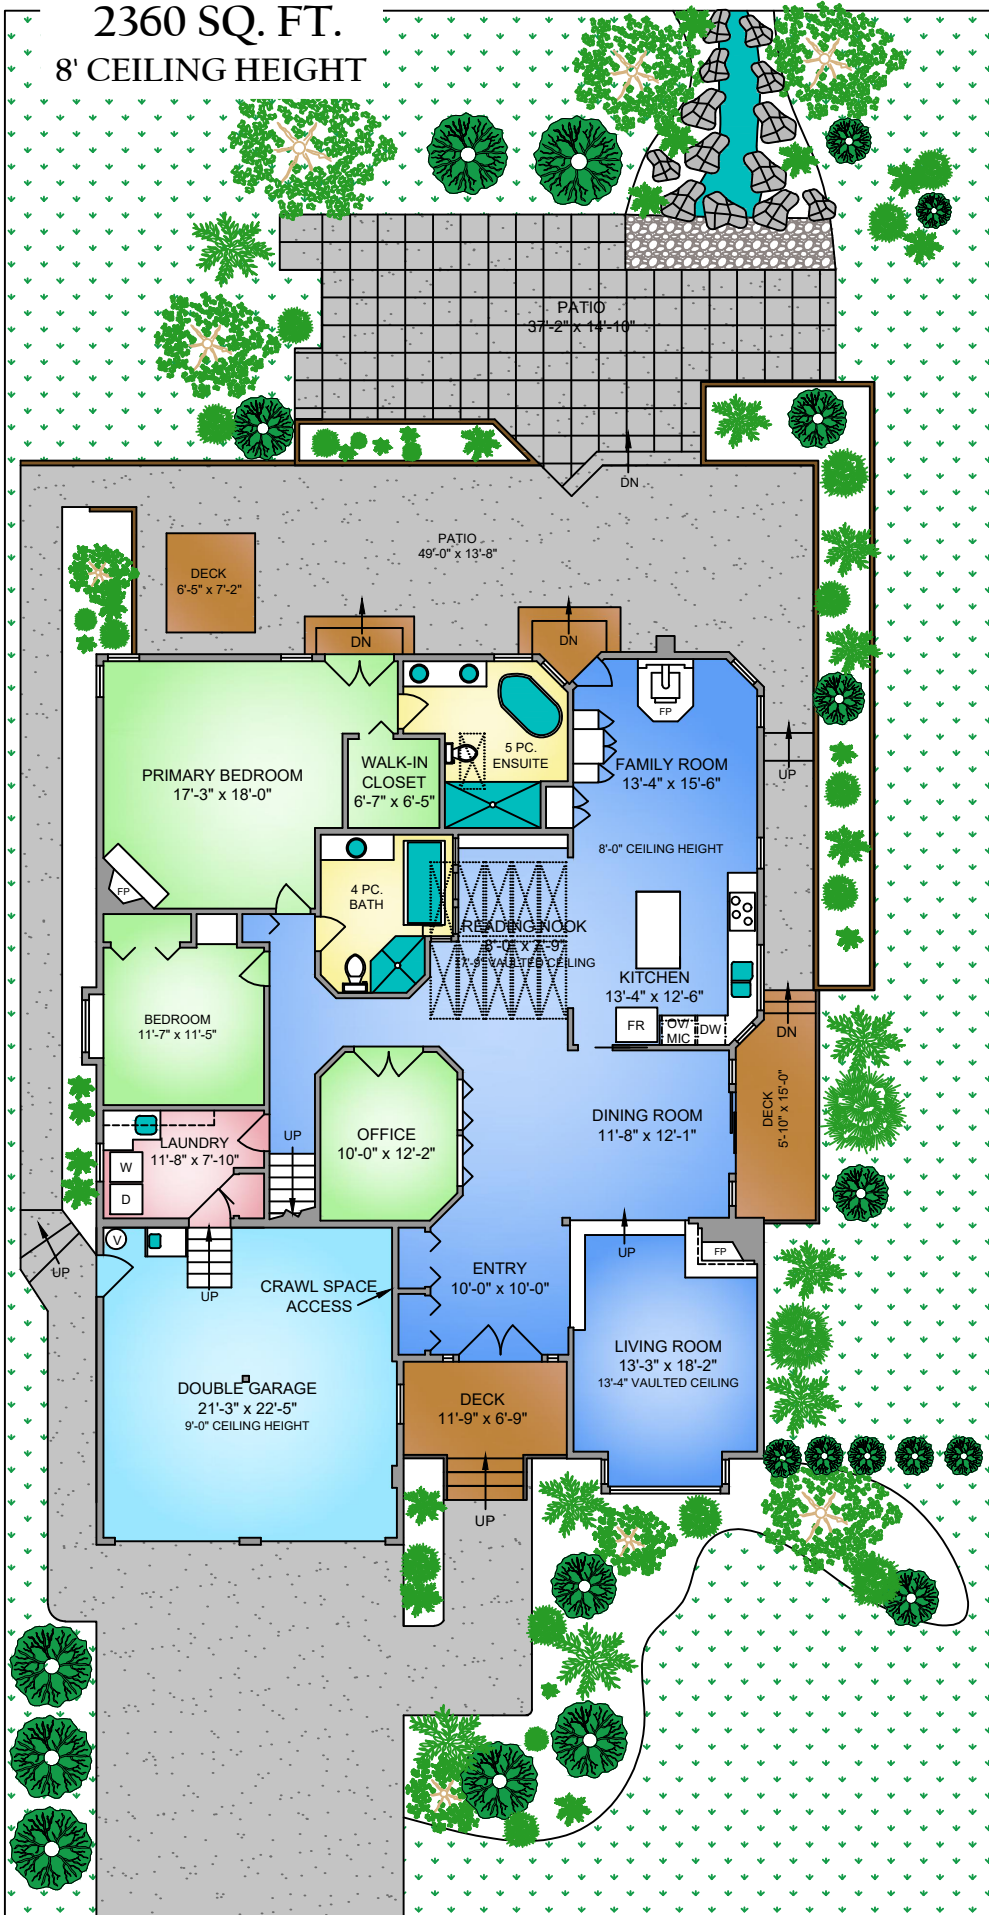 2360 SQ. FT.
8' CEILING HEIGHT
PATIO
37'-2" x 14'-10"
DN
PATIO
49'-0" x 13'-8"
DECK
6'-5" x 7'-2"
DN
DN
FP
5 PC.
ENSUITE
WALK-IN
CLOSET
6'-7" x 6'-5"
PRIMARY BEDROOM
17'-3" x 18'-0"
FAMILY ROOM
13'-4" x 15'-6"
UP
8'-0" CEILING HEIGHT
FP
4 PC.
BATH
READING NOOK
VAULTED CEILING
KITCHEN
13'-4" x 12'-6"
BEDROOM
11'-7" x 11'-5"
FR
OV/
MIC
DW
DN
DECK
5'-10" x 15'-0"
DINING ROOM
11'-8" x 12'-1"
OFFICE
10'-0" x 12'-2"
UP
LAUNDRY
11'-8" x 7'-10"
W
D
V
UP
UP
UP
FP
CRAWL SPACE
ACCESS
ENTRY
10'-0" x 10'-0"
LIVING ROOM
13'-3" x 18'-2"
13'-4" VAULTED CEILING
DOUBLE GARAGE
21'-3" x 22'-5"
9'-0" CEILING HEIGHT
DECK
11'-9" x 6'-9"
UP